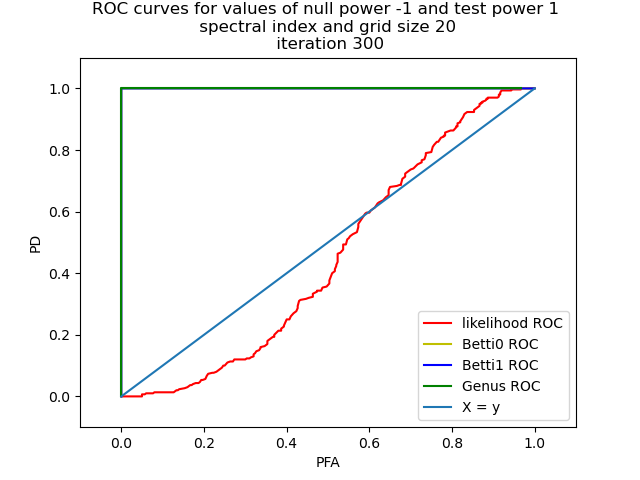 ROC curves for values of null power -1 and test power 1
spectral index and grid size 20
iteration 300
1.0
0.8
0.6
0.4
0.2
0.0
PD
0.0 0.2 0.4 0.6 0.8 1.0
PFA
likelihood ROC
Betti0 ROC
Betti1 ROC
Genus ROC
X = y